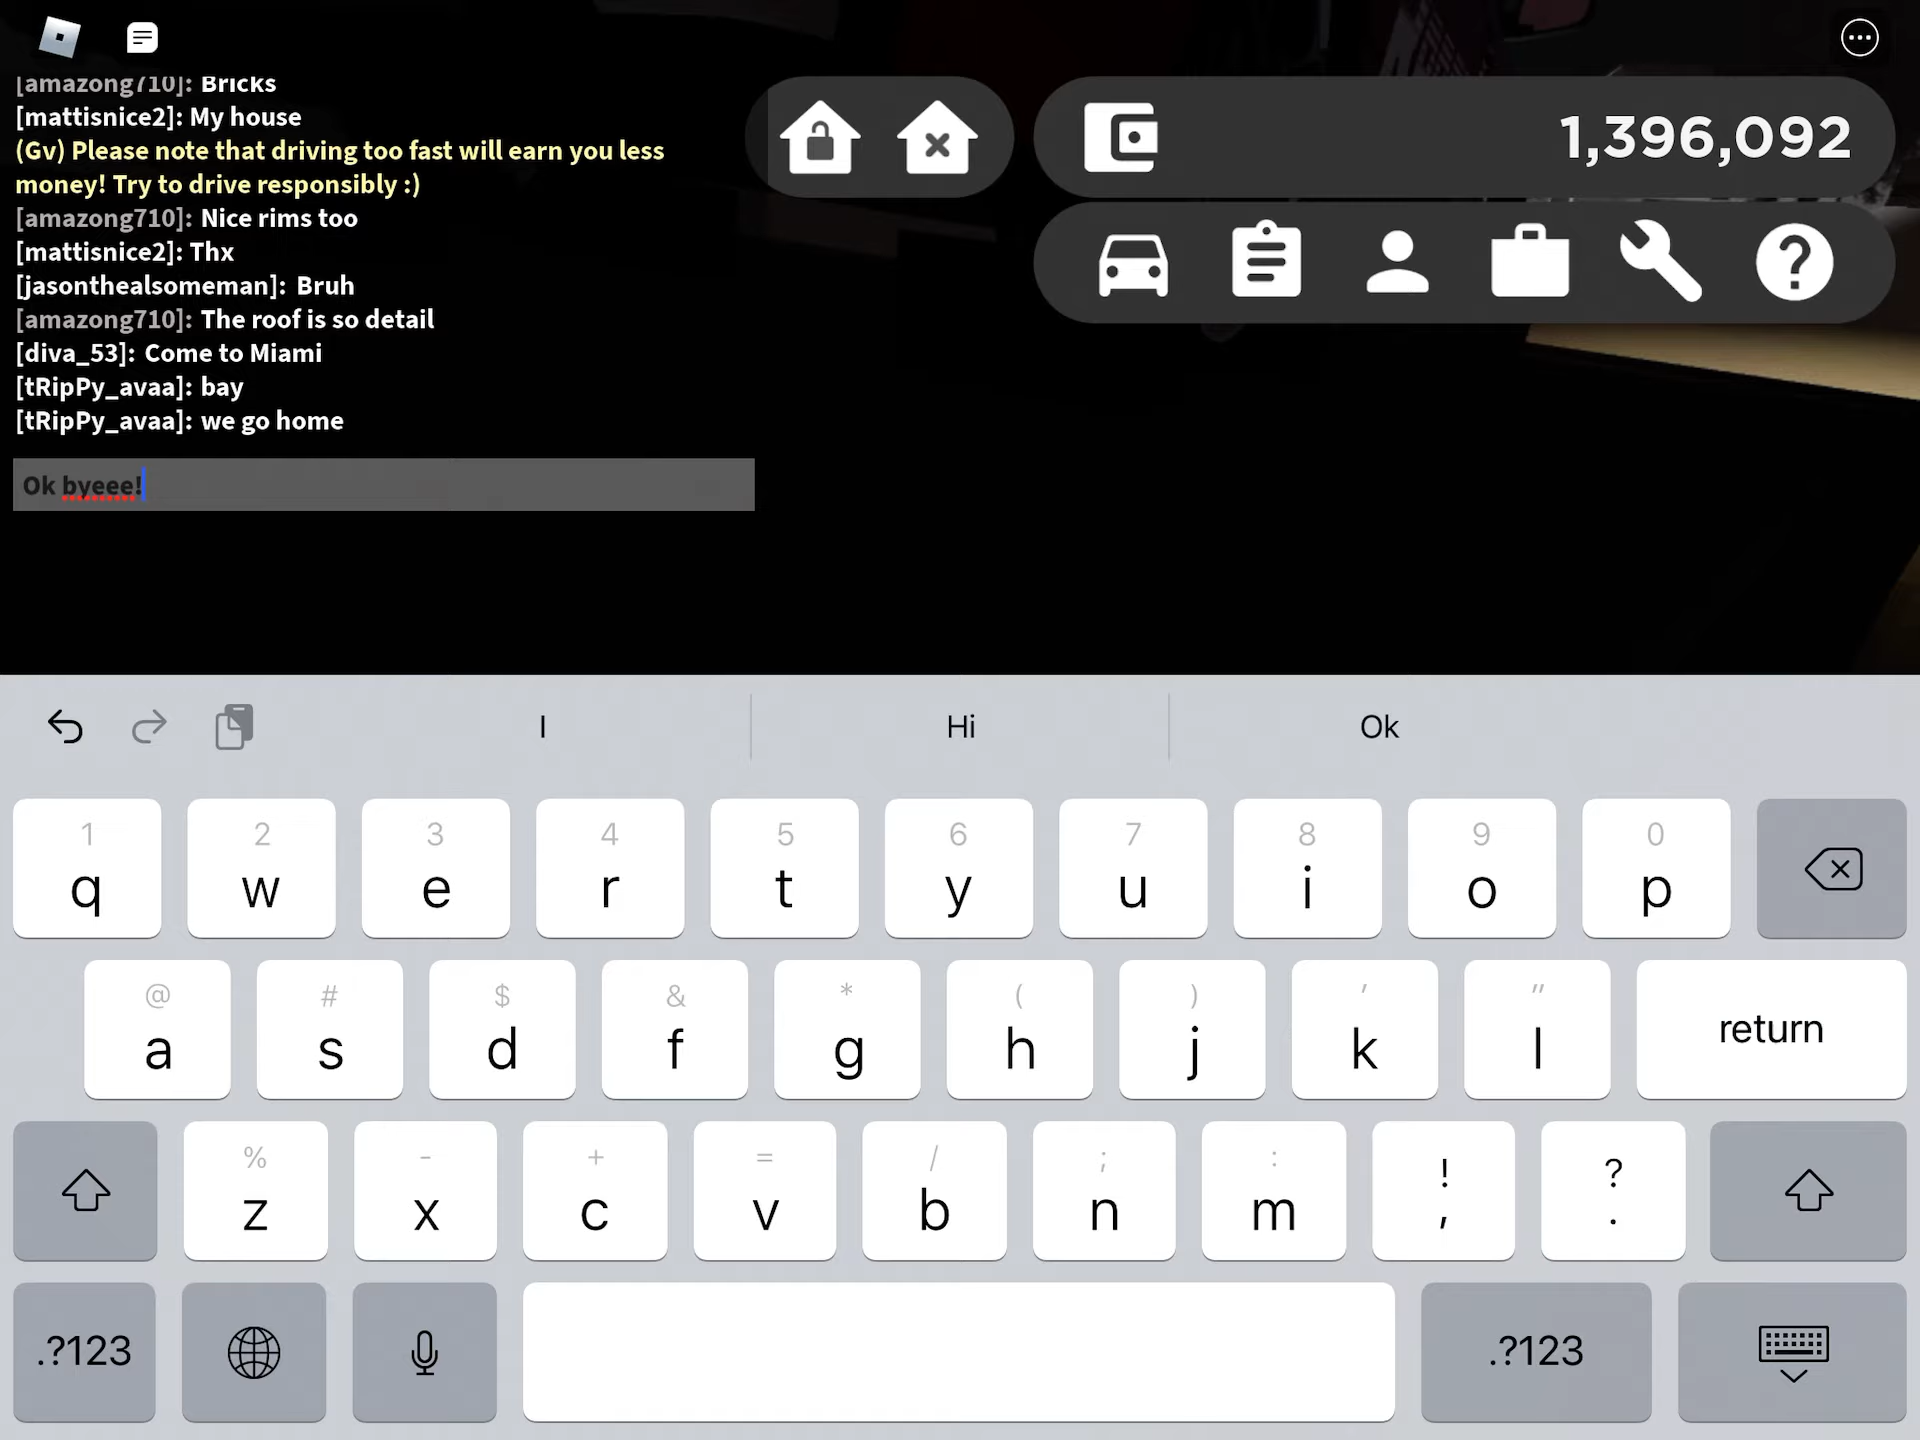 [amazong710]: Bricks
[mattisnice2]: My house
(Gv) Please note that driving too fast will earn you less
money! Try to drive responsibly :)
[amazong710]: Nice rims too
[mattisnice2]: Thx
[jasonthealsomeman]: Bruh
[amazong710]: The roof is so detail
[diva_53]: Come to Miami
[tRipPy_avaa]: bay
[tRipPy_avaa]: we go home
Ok byeee!
1,396,092
I Hi Ok
1 2 3 4 5 6 7 8 9 0
q w e r t y u i o p
@ # $ & * ( ) ' "
a s d f g h j k l return
% - + = / ; : ! ?
z x c v b n m , .
.?123 .?123